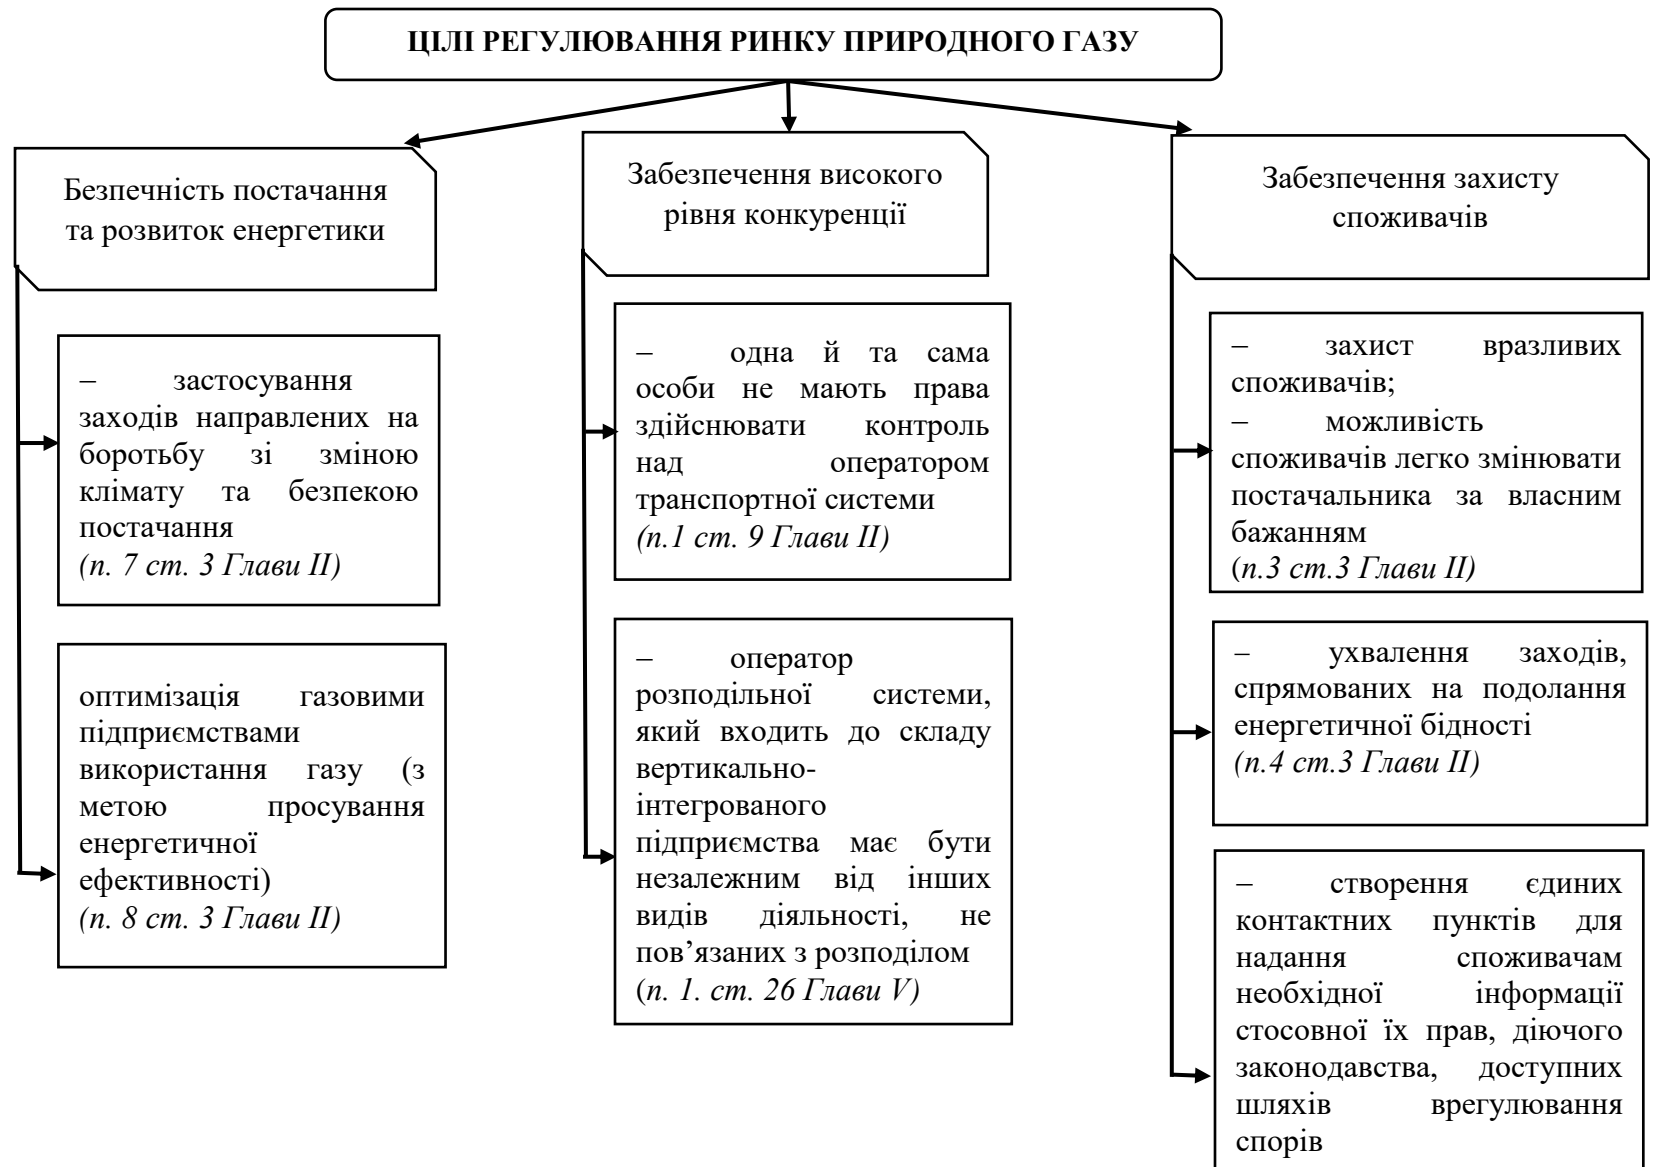 ЦІЛІ РЕГУЛЮВАННЯ РИНКУ ПРИРОДНОГО ГАЗУ
Безпечність постачання
та розвиток енергетики
– застосування
заходів направлених на
боротьбу зі зміною
клімату та безпекою
постачання
(п. 7 ст. 3 Глави ІІ)
оптимізація газовими
підприємствами
використання газу (з
метою просування
енергетичної
ефективності)
(п. 8 ст. 3 Глави ІІ)
Забезпечення високого
рівня конкуренції
– одна й та сама
особи не мають права
здійснювати контроль
над оператором
транспортної системи
(п.1 ст. 9 Глави ІІ)
– оператор
розподільної системи,
який входить до складу
вертикально-
інтегрованого
підприємства має бути
незалежним від інших
видів діяльності, не
пов’язаних з розподілом
(п. 1. ст. 26 Глави V)
Забезпечення захисту
споживачів
– захист вразливих
споживачів;
– можливість
споживачів легко змінювати
постачальника за власним
бажанням
(п.3 ст.3 Глави ІІ)
– ухвалення заходів,
спрямованих на подолання
енергетичної бідності
(п.4 ст.3 Глави ІІ)
– створення єдиних
контактних пунктів для
надання споживачам
необхідної інформації
стосовної їх прав, діючого
законодавства, доступних
шляхів врегулювання
спорів